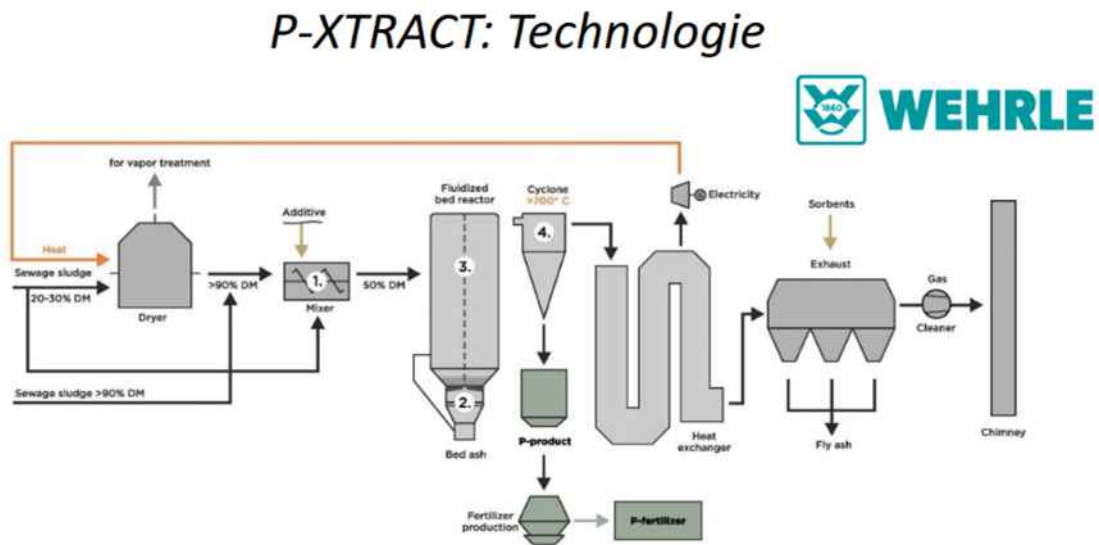 P-XTRACT: Technologie
1860
WEHRLE
for vapor treatment
Fluidized
bed reactor
Cyclone
>700° C
Electricity
Additive
Sorbents
Heat
Sewage sludge
20-30% DM
>90% DM
1.
50% DM
3.
4.
Exhaust
Gas
Cleaner
Dryer
Mixer
Sewage sludge >90% DM
2.
Bed ash
P-product
Heat
exchanger
Fly ash
Chimney
Fertilizer
production
P-fertilizer